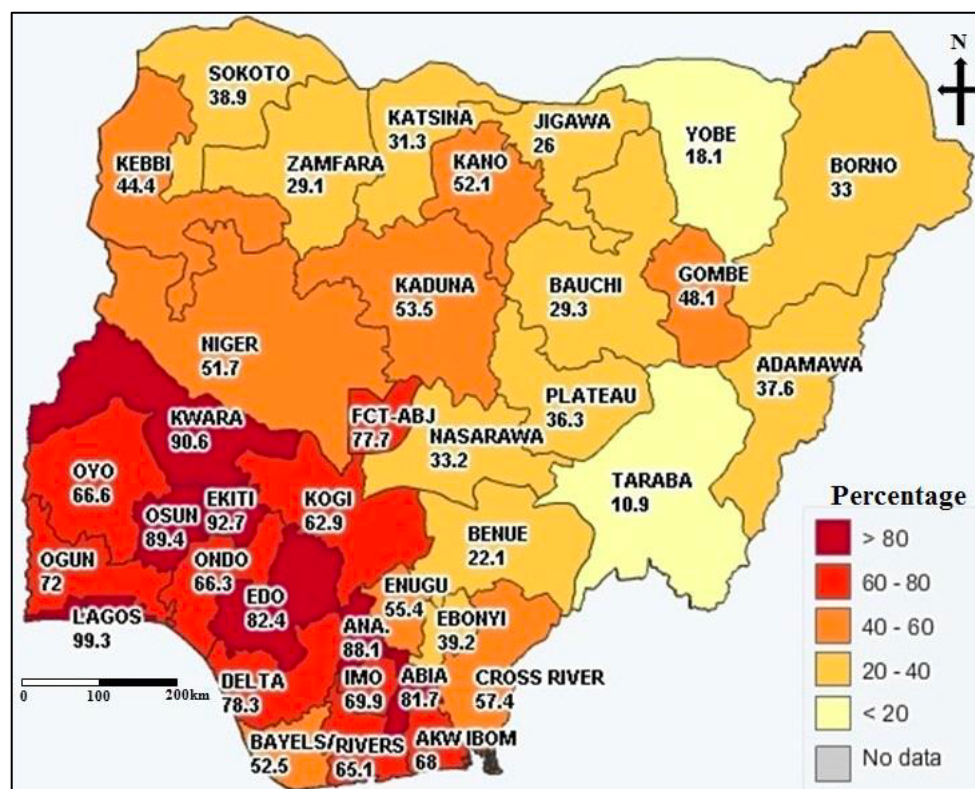 N
SOKOTO
38.9
KATSINA
31.3
JIGAWA
26
YOBE
18.1
BORNO
33
KEBBI
44.4
ZAMFARA
29.1
KANO
52.1
KADUNA
53.5
BAUCHI
29.3
GOMBE
48.1
NIGER
51.7
ADAMAWA
37.6
PLATEAU
36.3
FCT-ABJ
77.7
NASARAWA
33.2
KWARA
90.6
TARABA
10.9
OYO
66.6
EKITI
92.7
KOGI
62.9
OSUN
89.4
BENUE
22.1
OGUN
72
ONDO
66.3
EDO
82.4
ENUGU
55.4
EBONYI
39.2
LAGOS
99.3
ANA.
88.1
DELTA
78.3
IMO
69.9
ABIA
81.7
CROSS RIVER
57.4
BAYELSA
52.5
RIVERS
65.1
AKW IBOM
68
0 100 200km
Percentage
> 80
60 - 80
40 - 60
20 - 40
< 20
No data